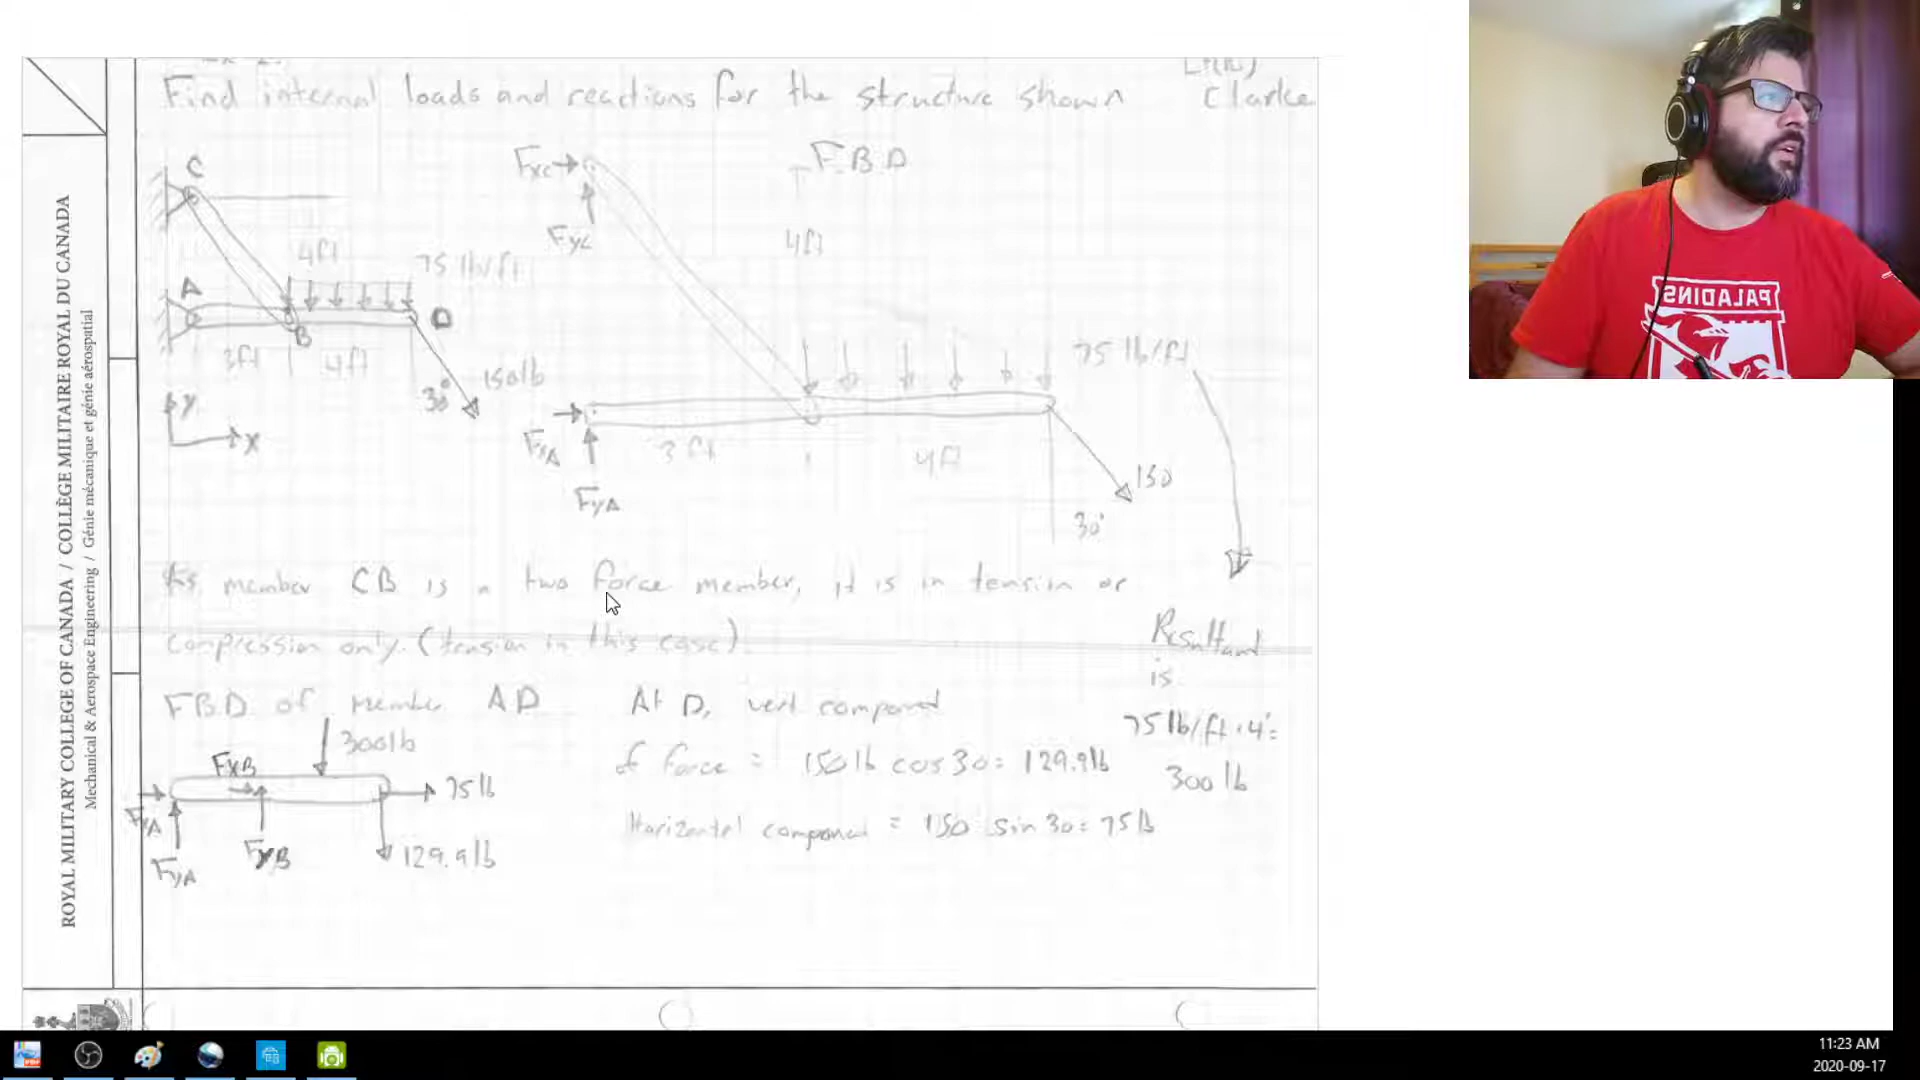 Find internal loads and reactions for the structure shown
Clarke
C
4ft
75 lb/ft
A
B
D
3ft
4ft
150lb
30°
y
x
F.B.D
FxC
FyC
4ft
75 lb/ft
FxA
3 ft
4ft
FyA
150
30°
As member CB is a two force member, it is in tension or
compression only. (tension in this case)
Resultant
is
75 lb/ft · 4' =
300 lb
FBD of Member AD
300lb
FxB
75 lb
FxA
FyA
FyB
129.9 lb
At D, vert component
of force = 150 lb cos 30 = 129.9 lb
Horizontal component = 150 sin 30 = 75 lb
ROYAL MILITARY COLLEGE OF CANADA / COLLÈGE MILITAIRE ROYAL DU CANADA
Mechanical & Aerospace Engineering / Génie mécanique et génie aérospatial
PALADINS
11:23 AM
2020-09-17